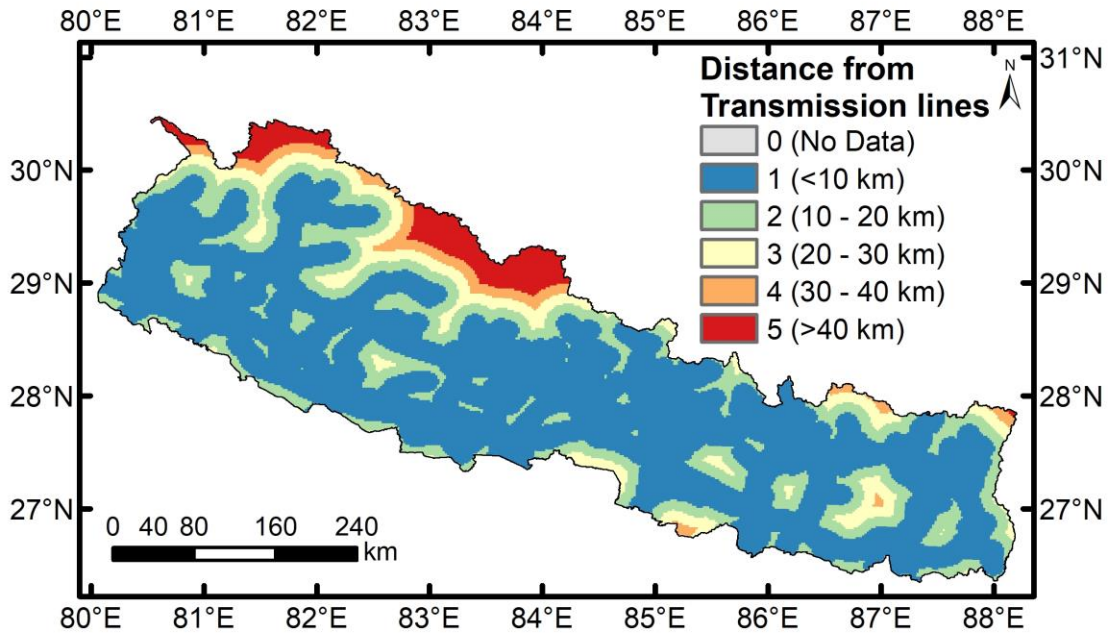 80°E 81°E 82°E 83°E 84°E 85°E 86°E 87°E 88°E
31°N
30°N
29°N
28°N
27°N
30°N
29°N
28°N
27°N
Distance from
Transmission lines
N
0 (No Data)
1 (<10 km)
2 (10 - 20 km)
3 (20 - 30 km)
4 (30 - 40 km)
5 (>40 km)
0 40 80 160 240
km
80°E 81°E 82°E 83°E 84°E 85°E 86°E 87°E 88°E